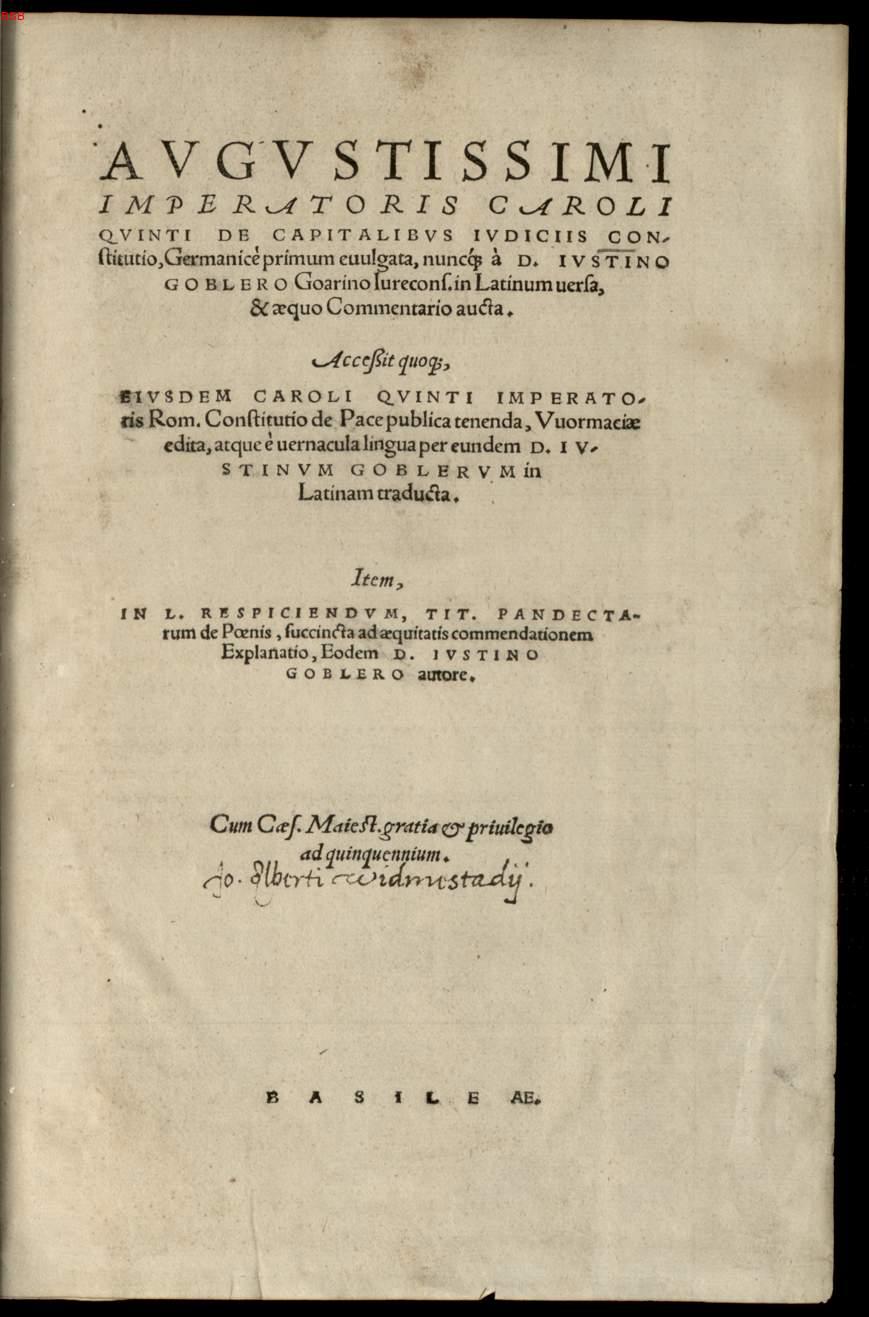 BSB
AVGVSTISSIMI
IMPERATORIS CAROLI
QVINTI DE CAPITALIBVS IVDICIIS CON-
ſtitutio, Germanicè primum euulgata, nuncq́; à D. IVSTINO
GOBLERO Goarino Iureconſ. in Latinum uerſa,
& æquo Commentario aucta.
Acceßit quoq;,
EIVSDEM CAROLI QVINTI IMPERATO-
ris Rom. Conſtitutio de Pace publica tenenda, Vuormaciæ
edita, atque è uernacula lingua per eundem D. IV-
STINVM GOBLERVM in
Latinam traducta.
Item,
IN L. RESPICIENDVM, TIT. PANDECTA-
rum de Pœnis, ſuccincta ad æquitatis commendationem
Explanatio, Eodem D. IVSTINO
GOBLERO autore.
Cum Cæſ. Maieſt. gratia & priuilegio
ad quinquennium.
Jo. Alberti Widmestadij.
BASILEAE.